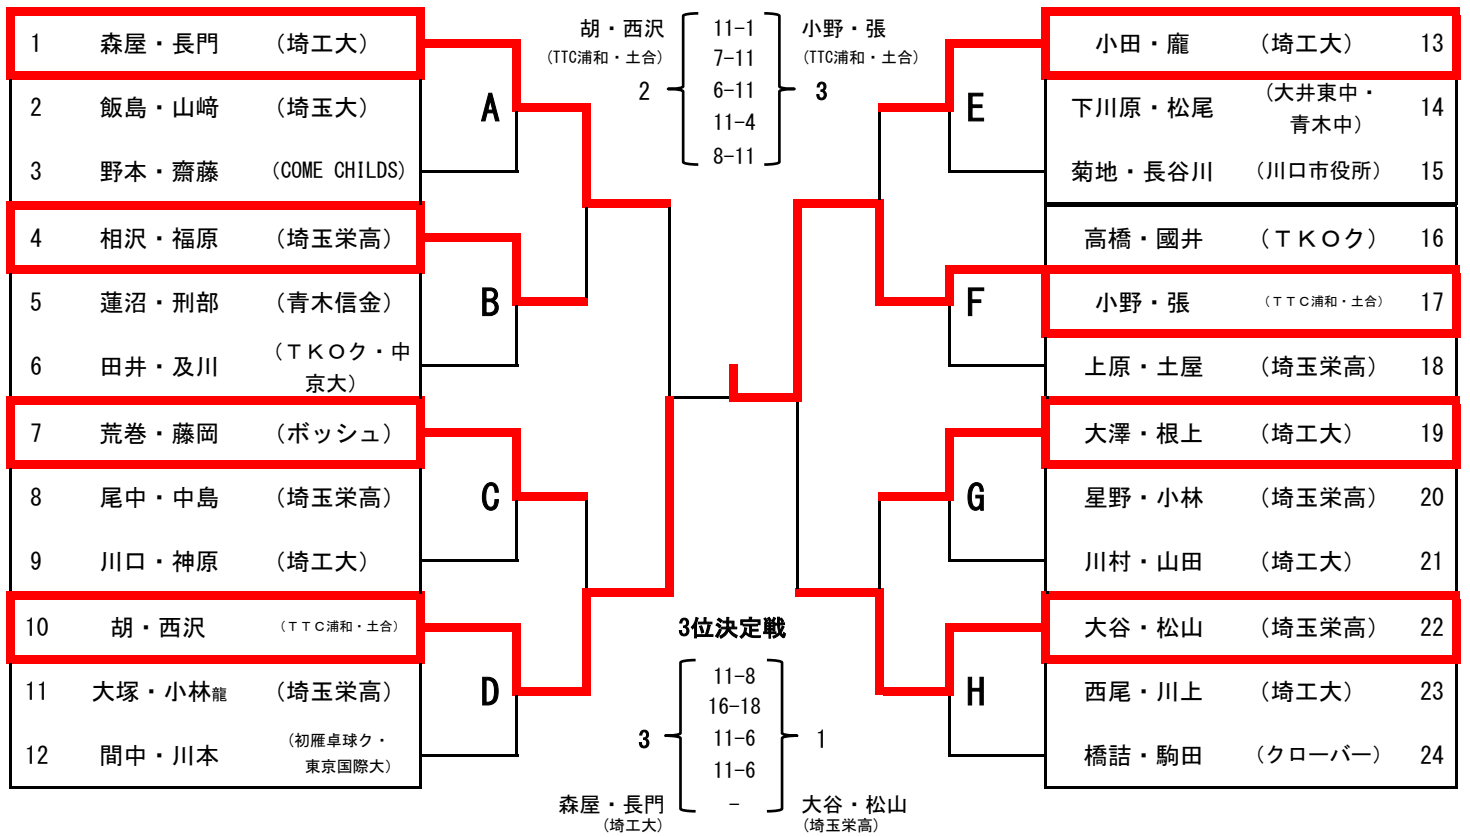 1 森屋・長門 (埼工大)
2 飯島・山﨑 (埼玉大)
3 野本・齋藤 (COME CHILDS)
4 相沢・福原 (埼玉栄高)
5 蓮沼・刑部 (青木信金)
6 田井・及川 (ＴＫＯク・中
京大)
7 荒巻・藤岡 (ボッシュ)
8 尾中・中島 (埼玉栄高)
9 川口・神原 (埼工大)
10 胡・西沢 (ＴＴＣ浦和・土合)
11 大塚・小林龍 (埼玉栄高)
12 間中・川本 (初雁卓球ク・
東京国際大)
A
B
C
D
胡・西沢
(TTC浦和・土合)
2
11-1
7-11
6-11
11-4
8-11
小野・張
(TTC浦和・土合)
3
3位決定戦
3
11-8
16-18
11-6
11-6
-
1
森屋・長門
(埼工大)
大谷・松山
(埼玉栄高)
E
F
G
H
小田・龐 (埼工大) 13
下川原・松尾 (大井東中・
青木中) 14
菊地・長谷川 (川口市役所) 15
高橋・國井 (ＴＫＯク) 16
小野・張 (ＴＴＣ浦和・土合) 17
上原・土屋 (埼玉栄高) 18
大澤・根上 (埼工大) 19
星野・小林 (埼玉栄高) 20
川村・山田 (埼工大) 21
大谷・松山 (埼玉栄高) 22
西尾・川上 (埼工大) 23
橋詰・駒田 (クローバー) 24